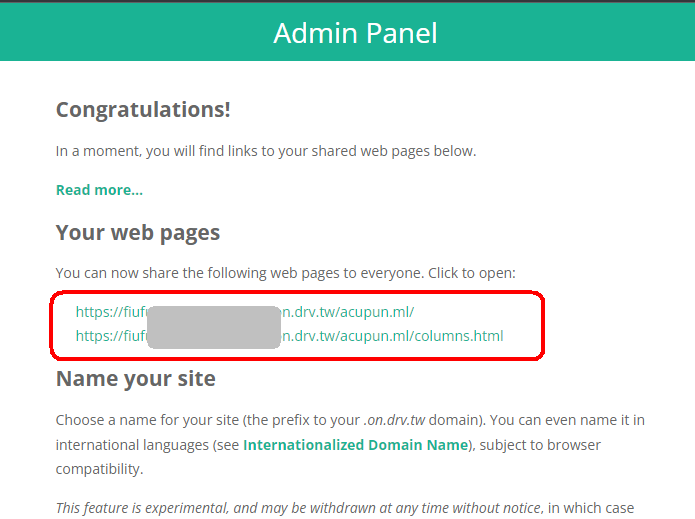 Admin Panel
Congratulations!
In a moment, you will find links to your shared web pages below.
Read more...
Your web pages
You can now share the following web pages to everyone. Click to open:
https://fiufu n.drv.tw/acupun.ml/
https://fiufu n.drv.tw/acupun.ml/columns.html
Name your site
Choose a name for your site (the prefix to your .on.drv.tw domain). You can even name it in
international languages (see Internationalized Domain Name), subject to browser
compatibility.
This feature is experimental, and may be withdrawn at any time without notice, in which case